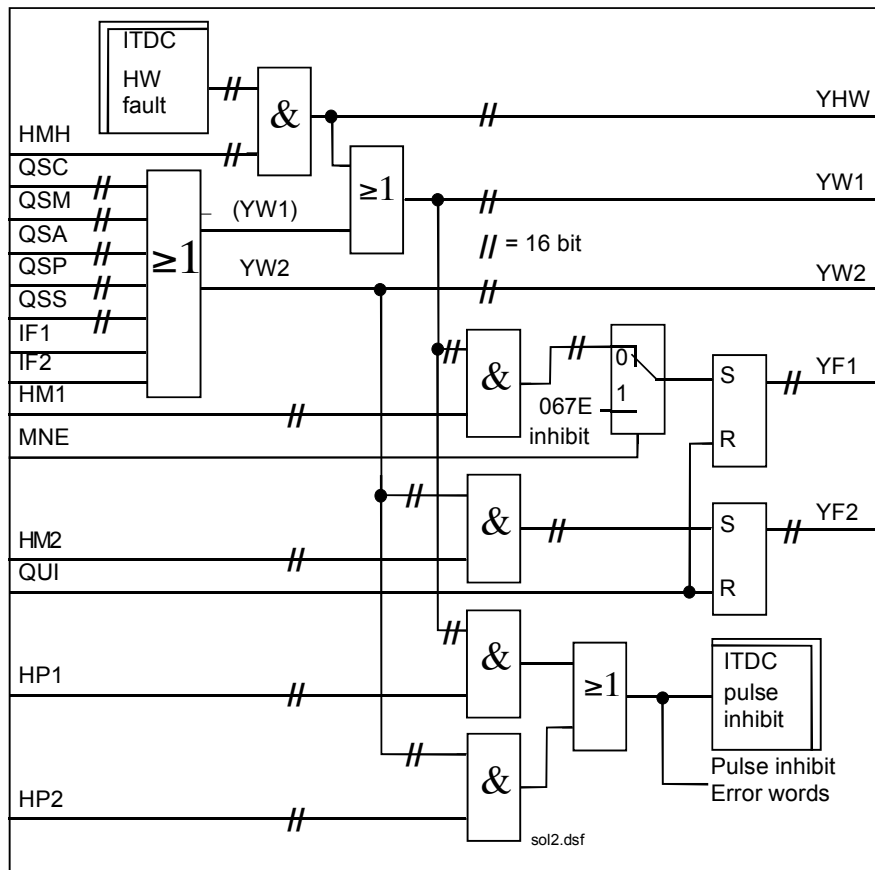 ITDC
HW
fault
&
YHW
HMH
QSC
≥1
YW1
QSM
(YW1)
QSA
// = 16 bit
≥1
QSP
YW2
YW2
QSS
IF1
0
IF2
&
S
YF1
HM1
1
067E
inhibit
MNE
R
S
YF2
&
HM2
QUI
R
&
ITDC
≥1
pulse
inhibit
HP1
Pulse inhibit
Error words
&
HP2
sol2.dsf